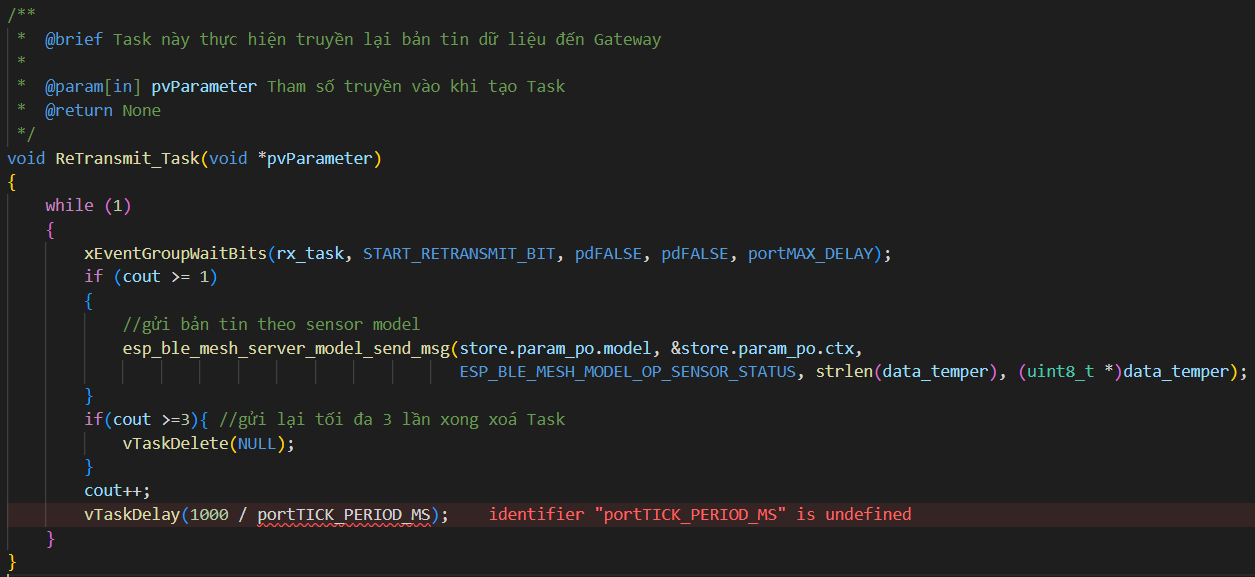 /**
 *  @brief Task này thực hiện truyền lại bản tin dữ liệu đến Gateway
 *
 *  @param[in] pvParameter Tham số truyền vào khi tạo Task
 *  @return None
 */
void ReTransmit_Task(void *pvParameter)
{
    while (1)
    {
        xEventGroupWaitBits(rx_task, START_RETRANSMIT_BIT, pdFALSE, pdFALSE, portMAX_DELAY);
        if (cout >= 1)
        {
            //gửi bản tin theo sensor model
            esp_ble_mesh_server_model_send_msg(store.param_po.model, &store.param_po.ctx,
                                               ESP_BLE_MESH_MODEL_OP_SENSOR_STATUS, strlen(data_temper), (uint8_t *)data_temper);
        }
        if(cout >=3){ //gửi lại tối đa 3 lần xong xoá Task
            vTaskDelete(NULL);
        }
        cout++;
        vTaskDelay(1000 / portTICK_PERIOD_MS);    identifier "portTICK_PERIOD_MS" is undefined
    }
}